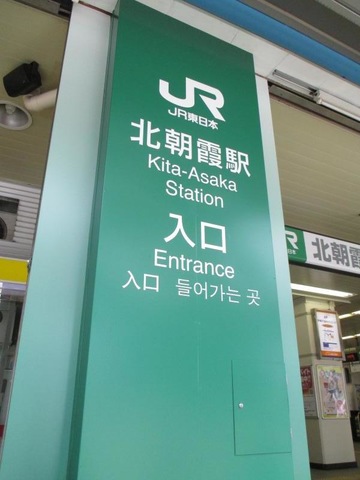 JR
JR東日本
北朝霞駅
Kita-Asaka
Station
入口
Entrance
入口 들어가는 곳
JR 北朝霞